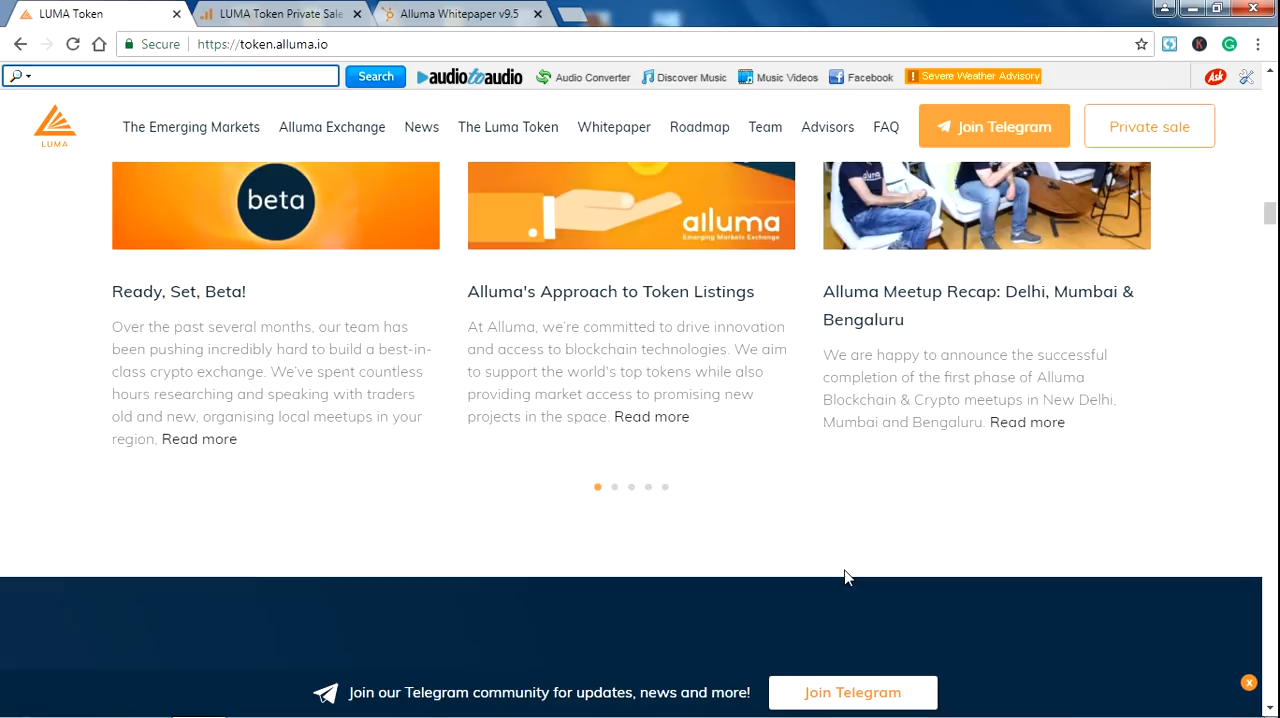 LUMA Token
LUMA Token Private Sale
Alluma Whitepaper v9.5
Secure
https://token.alluma.io
Search
audiotoaudio
Audio Converter
Discover Music
Music Videos
Facebook
Severe Weather Advisory
Ask
LUMA
The Emerging Markets
Alluma Exchange
News
The Luma Token
Whitepaper
Roadmap
Team
Advisors
FAQ
Join Telegram
Private sale
beta
alluma
Emerging Markets Exchange
alluma
Ready, Set, Beta!
Over the past several months, our team has
been pushing incredibly hard to build a best-in-
class crypto exchange. We've spent countless
hours researching and speaking with traders
old and new, organising local meetups in your
region, Read more
Alluma's Approach to Token Listings
At Alluma, we're committed to drive innovation
and access to blockchain technologies. We aim
to support the world's top tokens while also
providing market access to promising new
projects in the space. Read more
Alluma Meetup Recap: Delhi, Mumbai &
Bengaluru
We are happy to announce the successful
completion of the first phase of Alluma
Blockchain & Crypto meetups in New Delhi,
Mumbai and Bengaluru. Read more
Join our Telegram community for updates, news and more!
Join Telegram